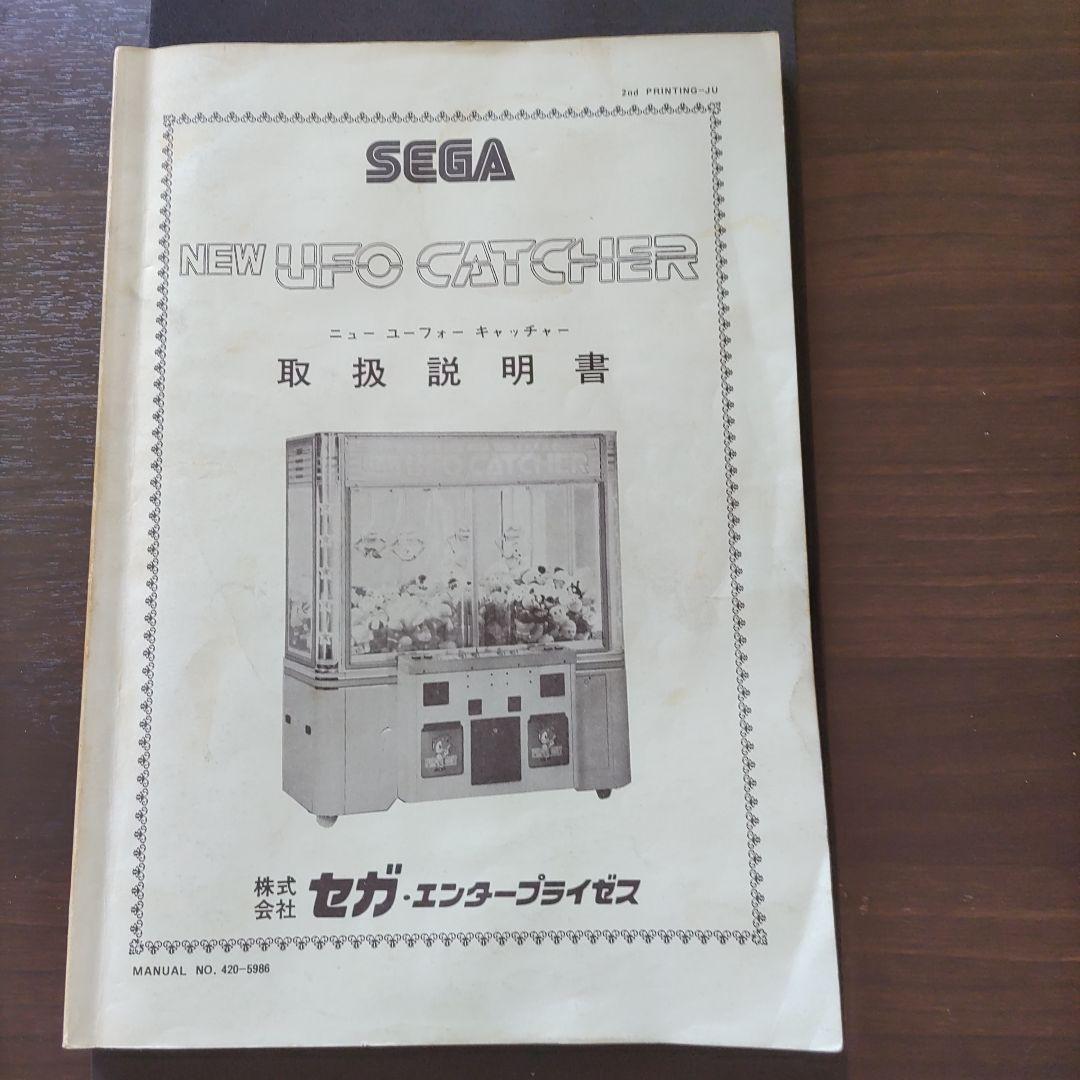 2nd PRINTING-JU
SEGA
NEW UFO CATCHER
ニュー ユーフォー キャッチャー
取扱説明書
UFO CATCHER
株式会社 セガ・エンタープライゼス
MANUAL NO. 420-5986